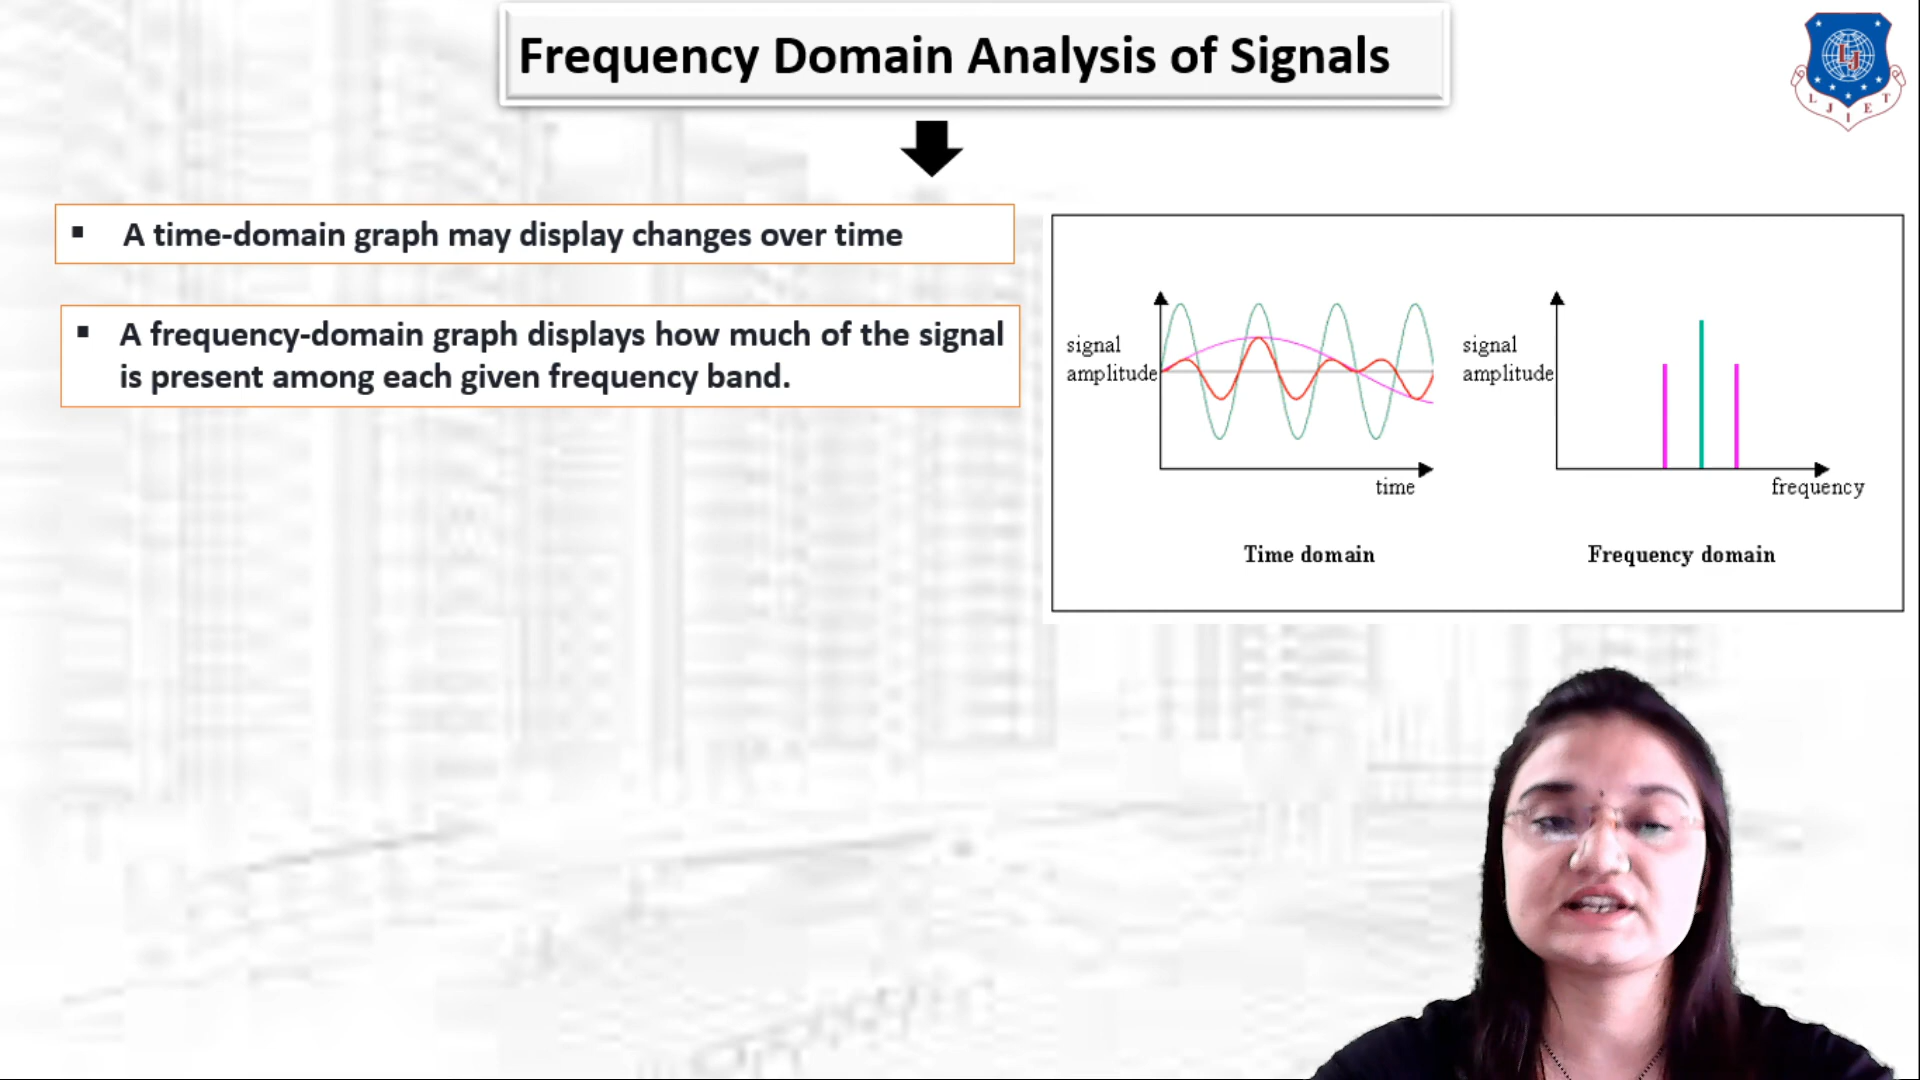 Frequency Domain Analysis of Signals
LJ
L J I E T
▪ A time-domain graph may display changes over time
▪ A frequency-domain graph displays how much of the signal
is present among each given frequency band.
signal
amplitude
time
Time domain
signal
amplitude
frequency
Frequency domain